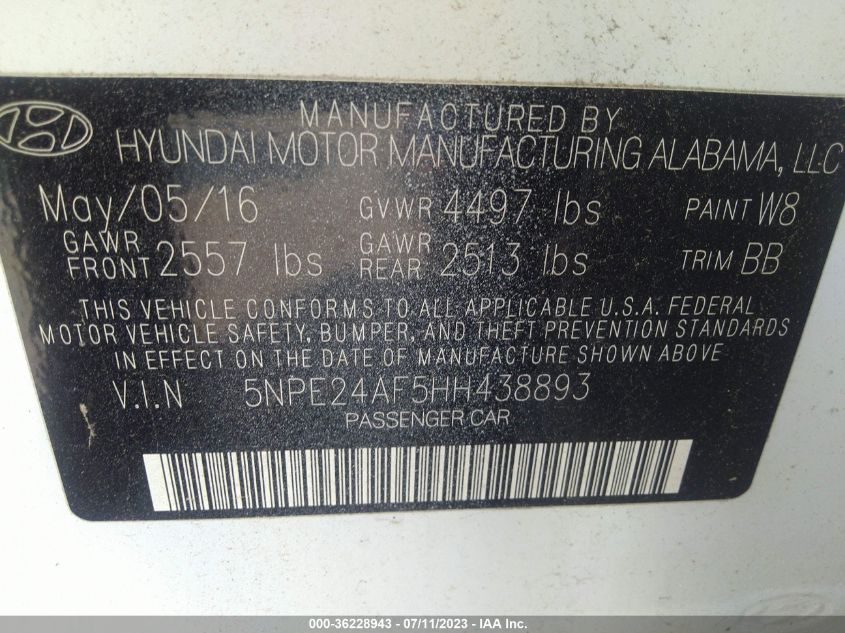 MANUFACTURED BY
HYUNDAI MOTOR MANUFACTURING ALABAMA, LLC
May/05/16 GVWR 4497 lbs PAINT W8
GAWR FRONT 2557 lbs GAWR REAR 2513 lbs TRIM BB
THIS VEHICLE CONFORMS TO ALL APPLICABLE U.S.A. FEDERAL
MOTOR VEHICLE SAFETY, BUMPER, AND THEFT PREVENTION STANDARDS
IN EFFECT ON THE DATE OF MANUFACTURE SHOWN ABOVE
V.I.N 5NPE24AF5HH438893
PASSENGER CAR
000-36228943 - 07/11/2023 - IAA Inc.